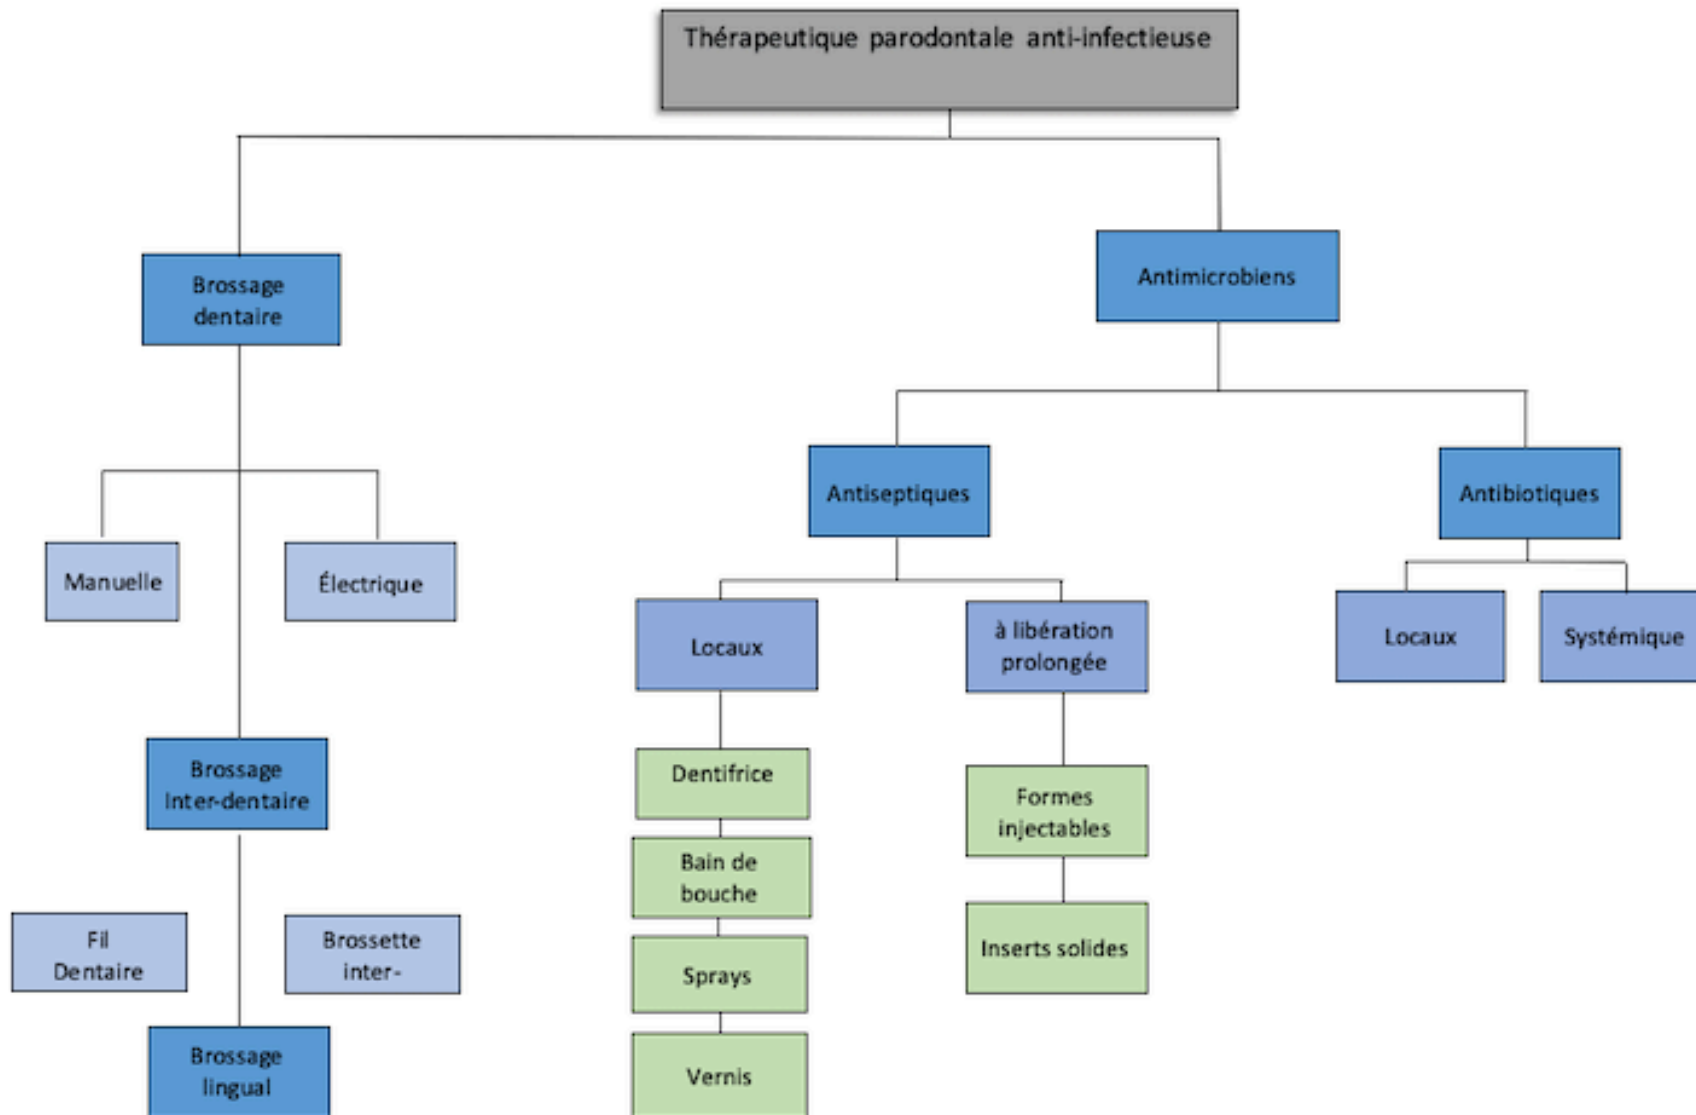 Thérapeutique parodontale anti-infectieuse
Brossage
dentaire
Antimicrobiens
Antiseptiques
Antibiotiques
Manuelle
Électrique
Locaux
à libération
prolongée
Locaux
Systémique
Brossage
Inter-dentaire
Dentifrice
Formes
injectables
Bain de
bouche
Fil
Dentaire
Brossette
inter-
Inserts solides
Sprays
Brossage
lingual
Vernis